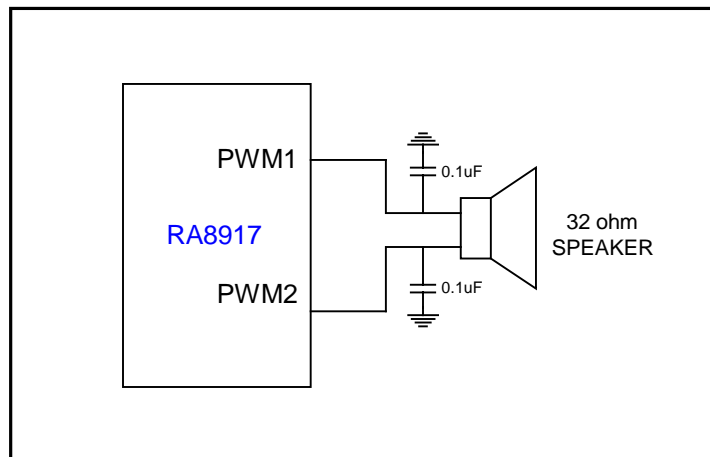 PWM1
0.1uF
RA8917
32 ohm
SPEAKER
PWM2
0.1uF